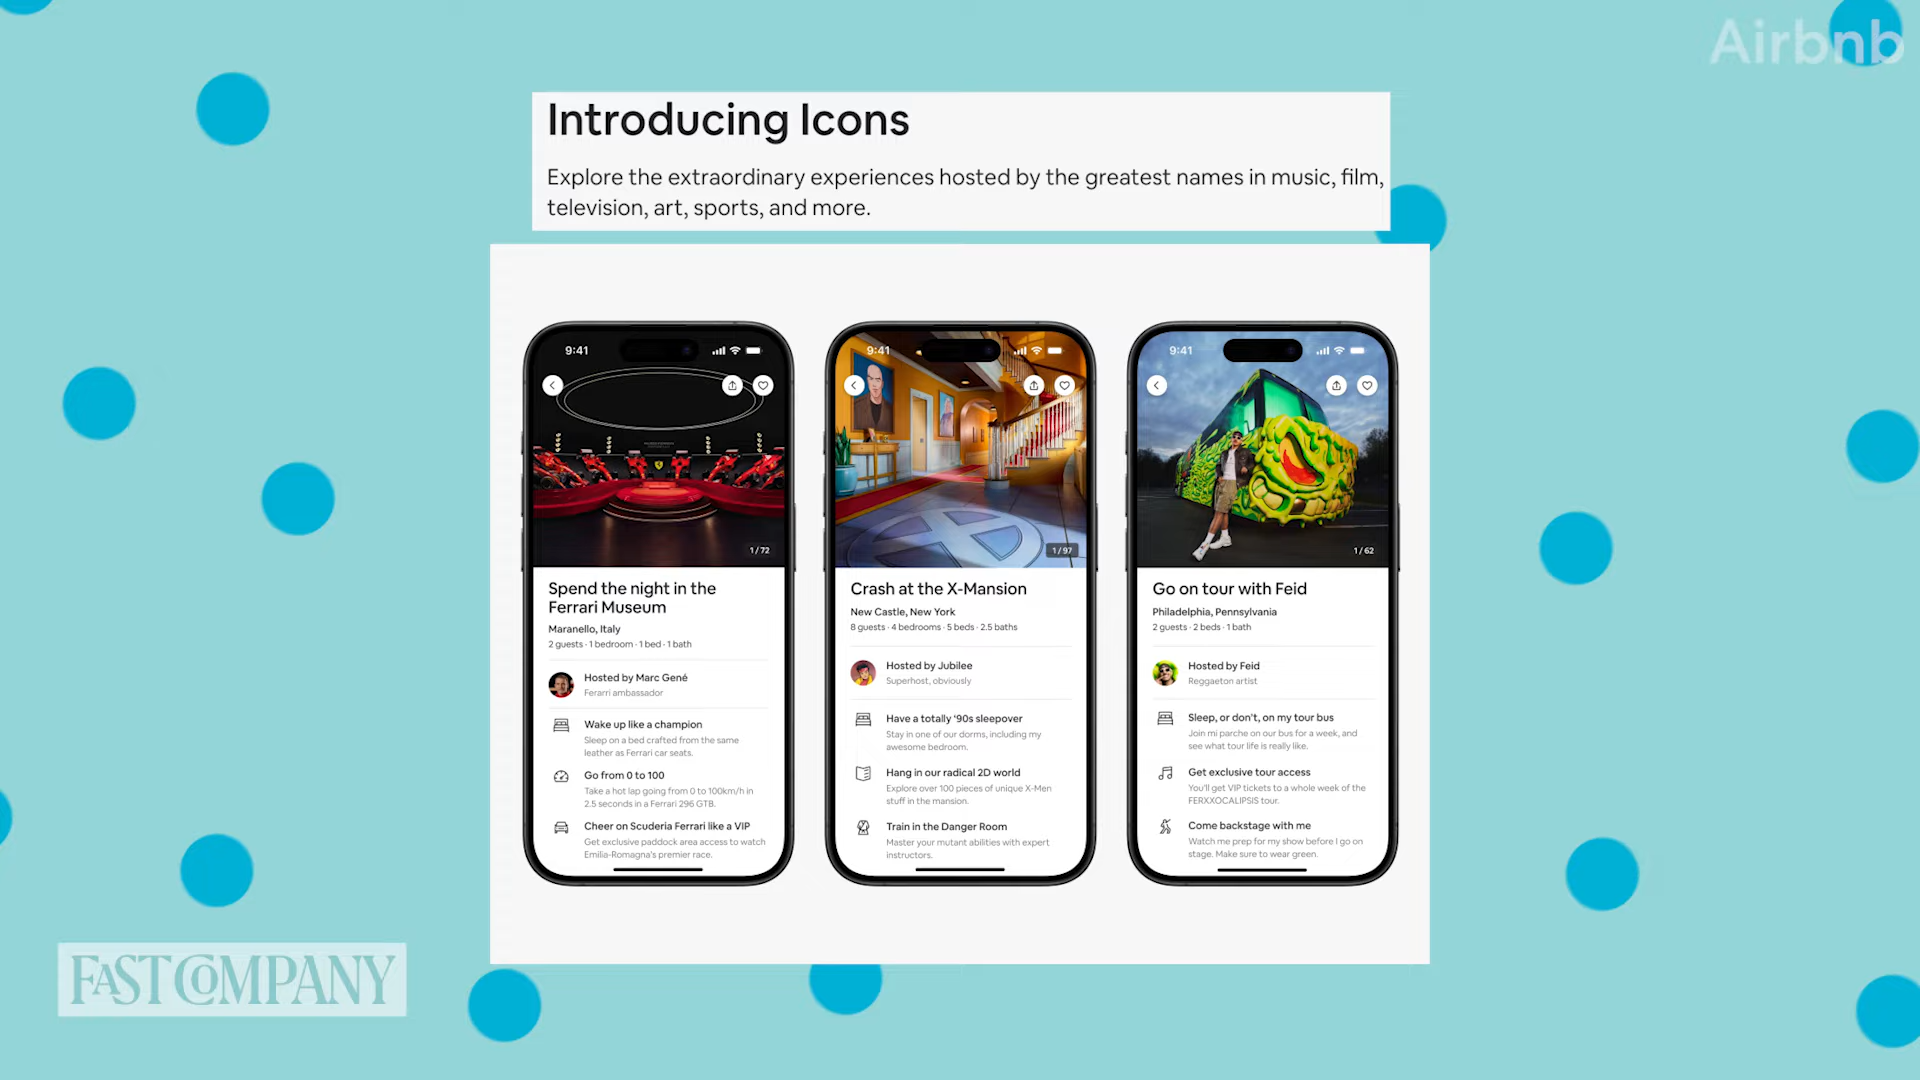 Airbnb
Introducing Icons
Explore the extraordinary experiences hosted by the greatest names in music, film,
television, art, sports, and more.
9:41
1 / 72
Spend the night in the
Ferrari Museum
Maranello, Italy
2 guests · 1 bedroom · 1 bed · 1 bath
Hosted by Marc Gené
Ferarri ambassador
Wake up like a champion
Sleep on a bed crafted from the same
leather as Ferrari car seats.
Go from 0 to 100
Take a hot lap going from 0 to 100km/h in
2.5 seconds in a Ferrari 296 GTB.
Cheer on Scuderia Ferrari like a VIP
Get exclusive paddock area access to watch
Emilia-Romagna's premier race.
9:41
1 / 97
Crash at the X-Mansion
New Castle, New York
8 guests · 4 bedrooms · 5 beds · 2.5 baths
Hosted by Jubilee
Superhost, obviously
Have a totally '90s sleepover
Stay in one of our dorms, including my
awesome bedroom.
Hang in our radical 2D world
Explore over 100 pieces of unique X-Men
stuff in the mansion.
Train in the Danger Room
Master your mutant abilities with expert
instructors.
9:41
1 / 62
Go on tour with Feid
Philadelphia, Pennsylvania
2 guests · 2 beds · 1 bath
Hosted by Feid
Reggaeton artist
Sleep, or don't, on my tour bus
Join mi parche on our bus for a week, and
see what tour life is really like.
Get exclusive tour access
You'll get VIP tickets to a whole week of the
FERXXOCALIPSIS tour.
Come backstage with me
Watch me prep for my show before I go on
stage. Make sure to wear green.
FAST COMPANY